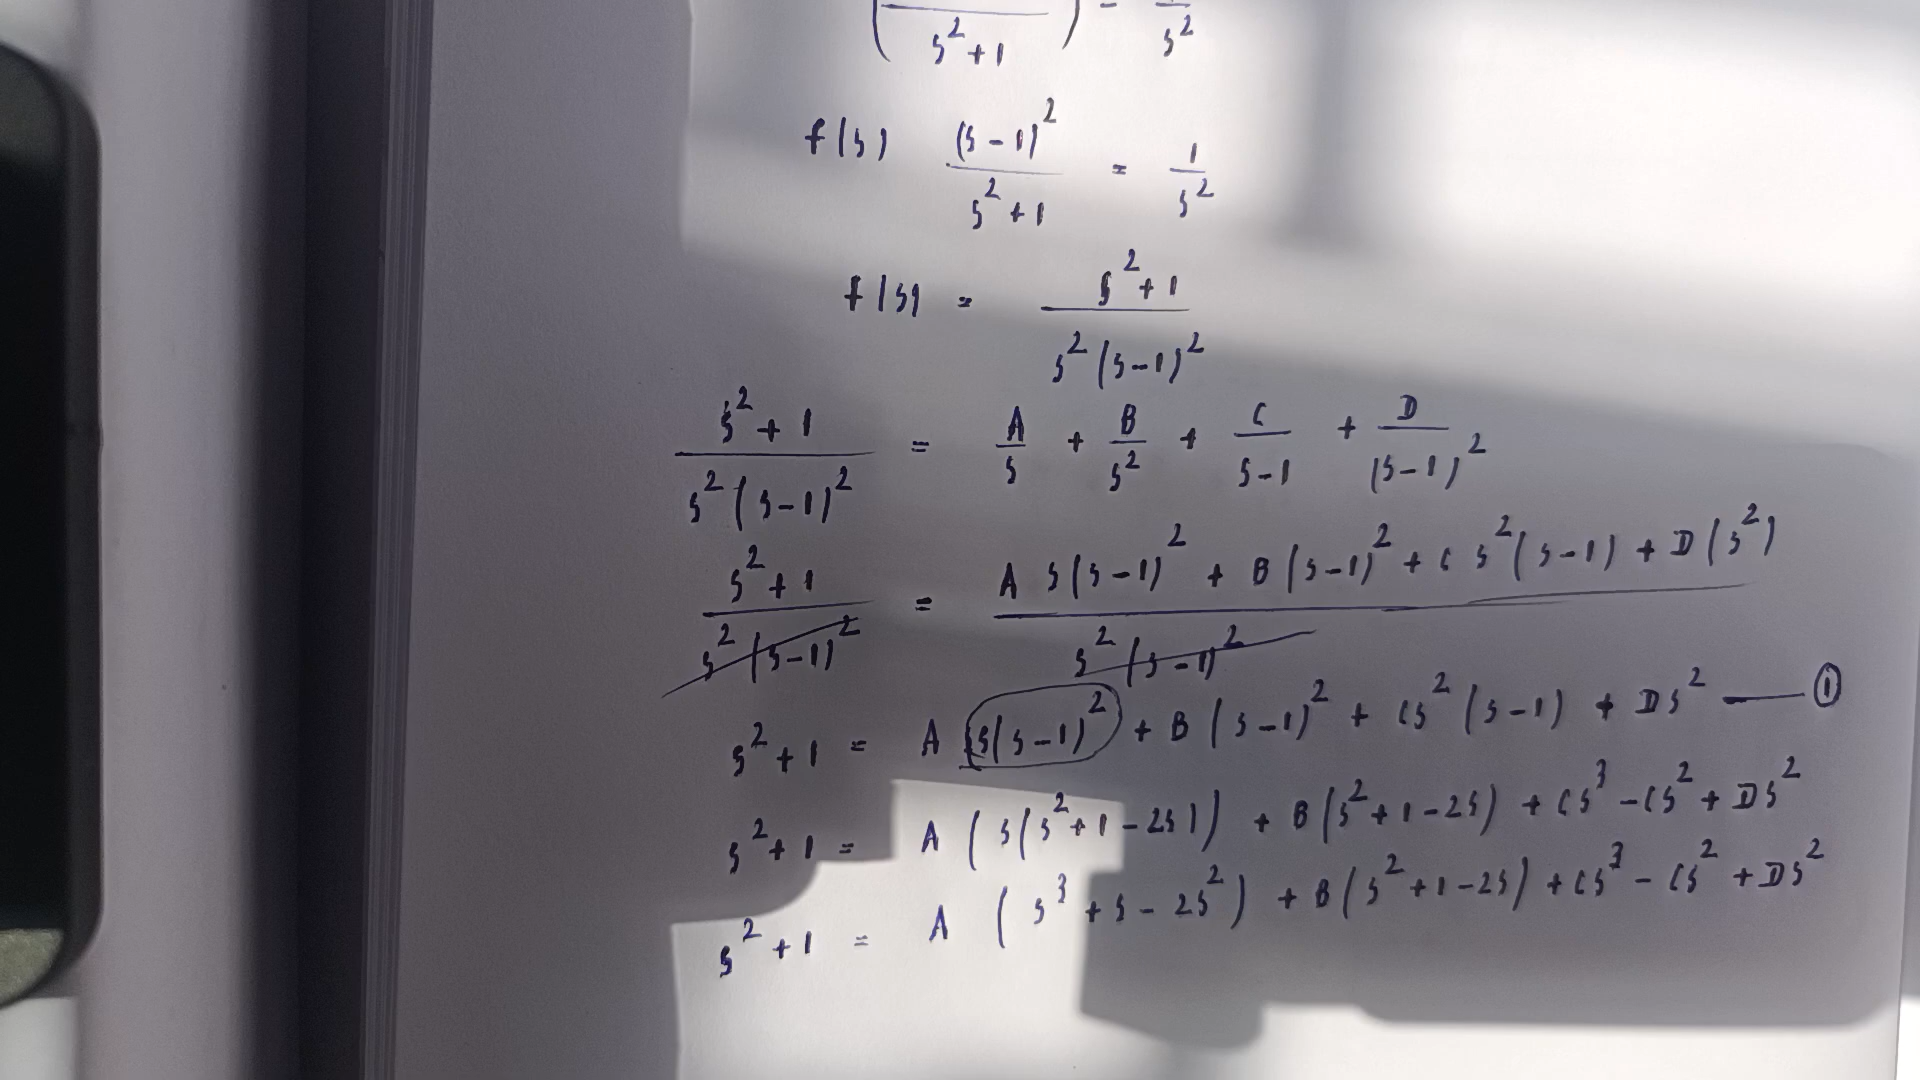 ( / s²+1 ) - / s²
f(s) (s-1)² / s²+1 = 1 / s²
f(s) = s²+1 / s²(s-1)²
s²+1 / s²(s-1)² = A/s + B/s² + C/s-1 + D/(s-1)²
s²+1 / s²(s-1)² = A s(s-1)² + B(s-1)² + C s²(s-1) + D(s²) / s²(s-1)²
s²+1 = A s(s-1)² + B(s-1)² + Cs²(s-1) + Ds² — ①
s²+1 = A(s(s²+1-2s)) + B(s²+1-2s) + Cs³-Cs²+Ds²
s²+1 = A (s³+s-2s²) + B(s²+1-2s) + Cs³-Cs²+Ds²